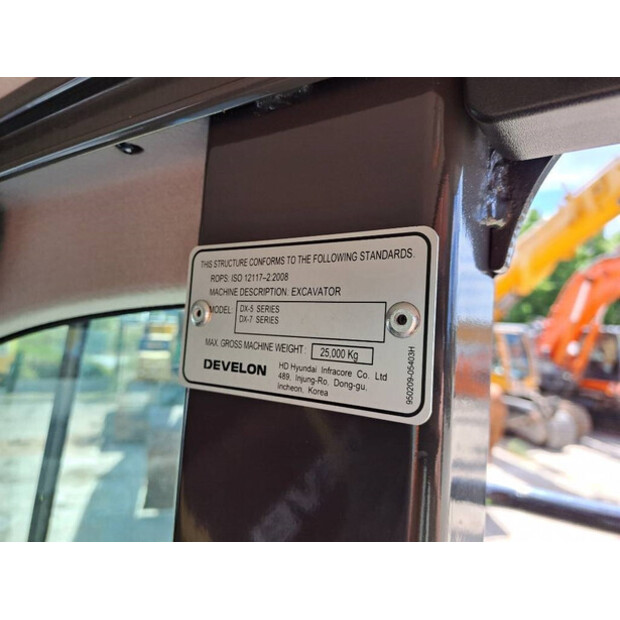 THIS STRUCTURE CONFORMS TO THE FOLLOWING STANDARDS.
ROPS: ISO 12117-2:2008
MACHINE DESCRIPTION: EXCAVATOR
MODEL: DX-5 SERIES
DX-7 SERIES
MAX. GROSS MACHINE WEIGHT: 25,000 Kg
DEVELON
HD Hyundai Infracore Co. Ltd
489, Injung-Ro, Dong-gu,
Incheon, Korea
950209-05403H